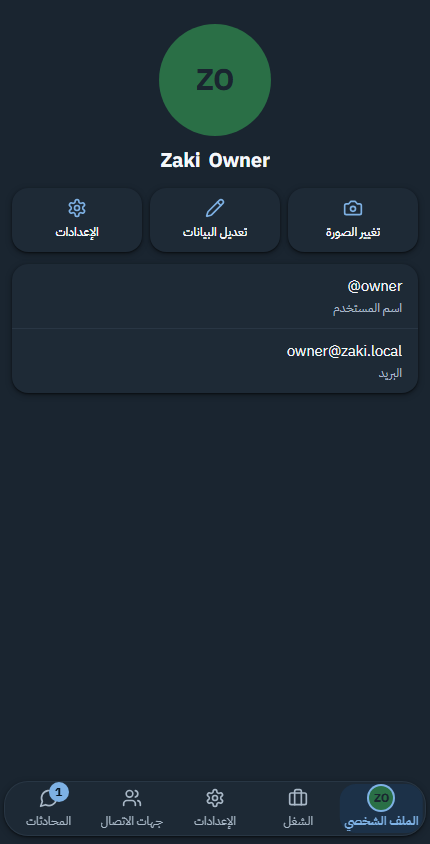 ZO
Zaki Owner
تغيير الصورة
تعديل البيانات
الإعدادات
@owner
اسم المستخدم
owner@zaki.local
البريد
ZO
الملف الشخصي
الشغل
الإعدادات
جهات الاتصال
1
المحادثات